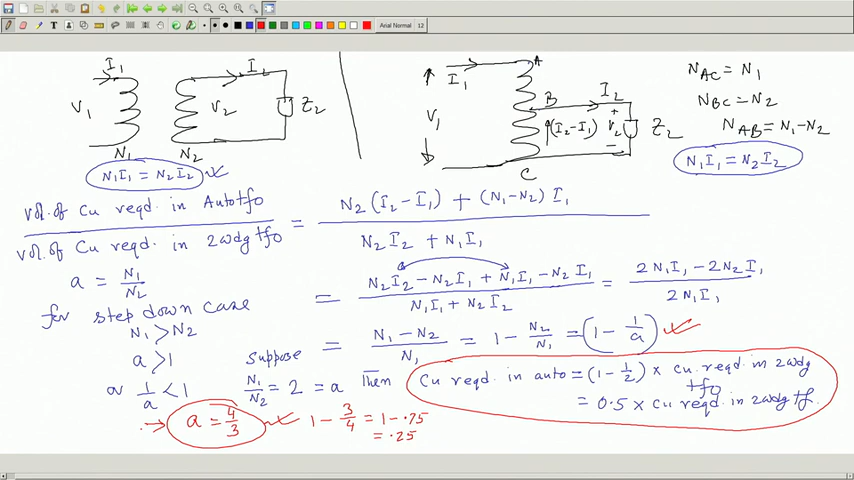 Arial Normal 12
I₁ I₂
V₁ V₂ Z₂
N₁ N₂
N₁I₁ = N₂I₂
A
I₁
B I₂
V₁ (I₂-I₁) + V₂ - Z₂
C
N_AC = N₁
N_BC = N₂
N_AB = N₁-N₂
N₁I₁ = N₂I₂
vol. of Cu reqd. in Autotfo / vol. of Cu reqd. in 2wdg tfo = N₂(I₂-I₁) + (N₁-N₂) I₁ / N₂I₂ + N₁I₁
a = N₁/N₂
= N₂I₂ - N₂I₁ + N₁I₁ - N₂I₁ / N₁I₁ + N₂I₂ = 2N₁I₁ - 2N₂I₁ / 2N₁I₁
for step down case
N₁ > N₂
= N₁ - N₂ / N₁ = 1 - N₂/N₁ = (1 - 1/a)
a > 1
or 1/a < 1
Suppose
N₁/N₂ = 2 = a Then
Cu reqd. in auto = (1 - 1/2) × cu. reqd. in 2wdg tfo
= 0.5 × Cu reqd. in 2wdg tf.
a = 4/3
1 - 3/4 = 1 - .75
= .25